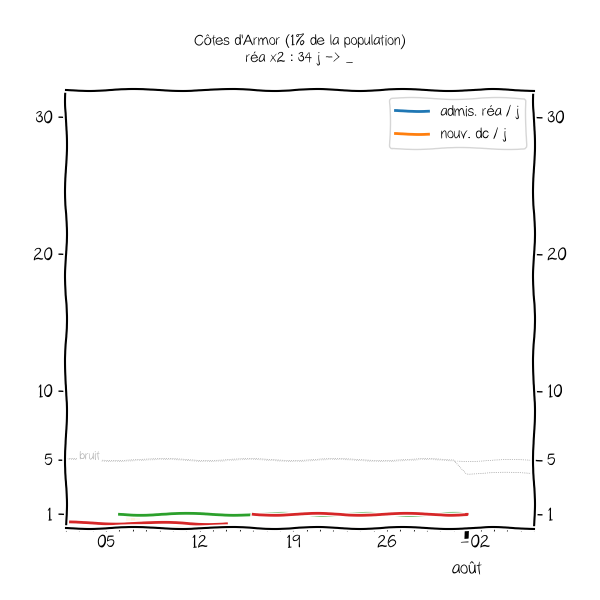 Côtes d'Armor (1% de la population)
réa x2 : 34 j -> _
admis. réa / j
nouv. dc / j
30
30
20
20
10
10
5
bruit
5
1
1
05 12 19 26 02
août